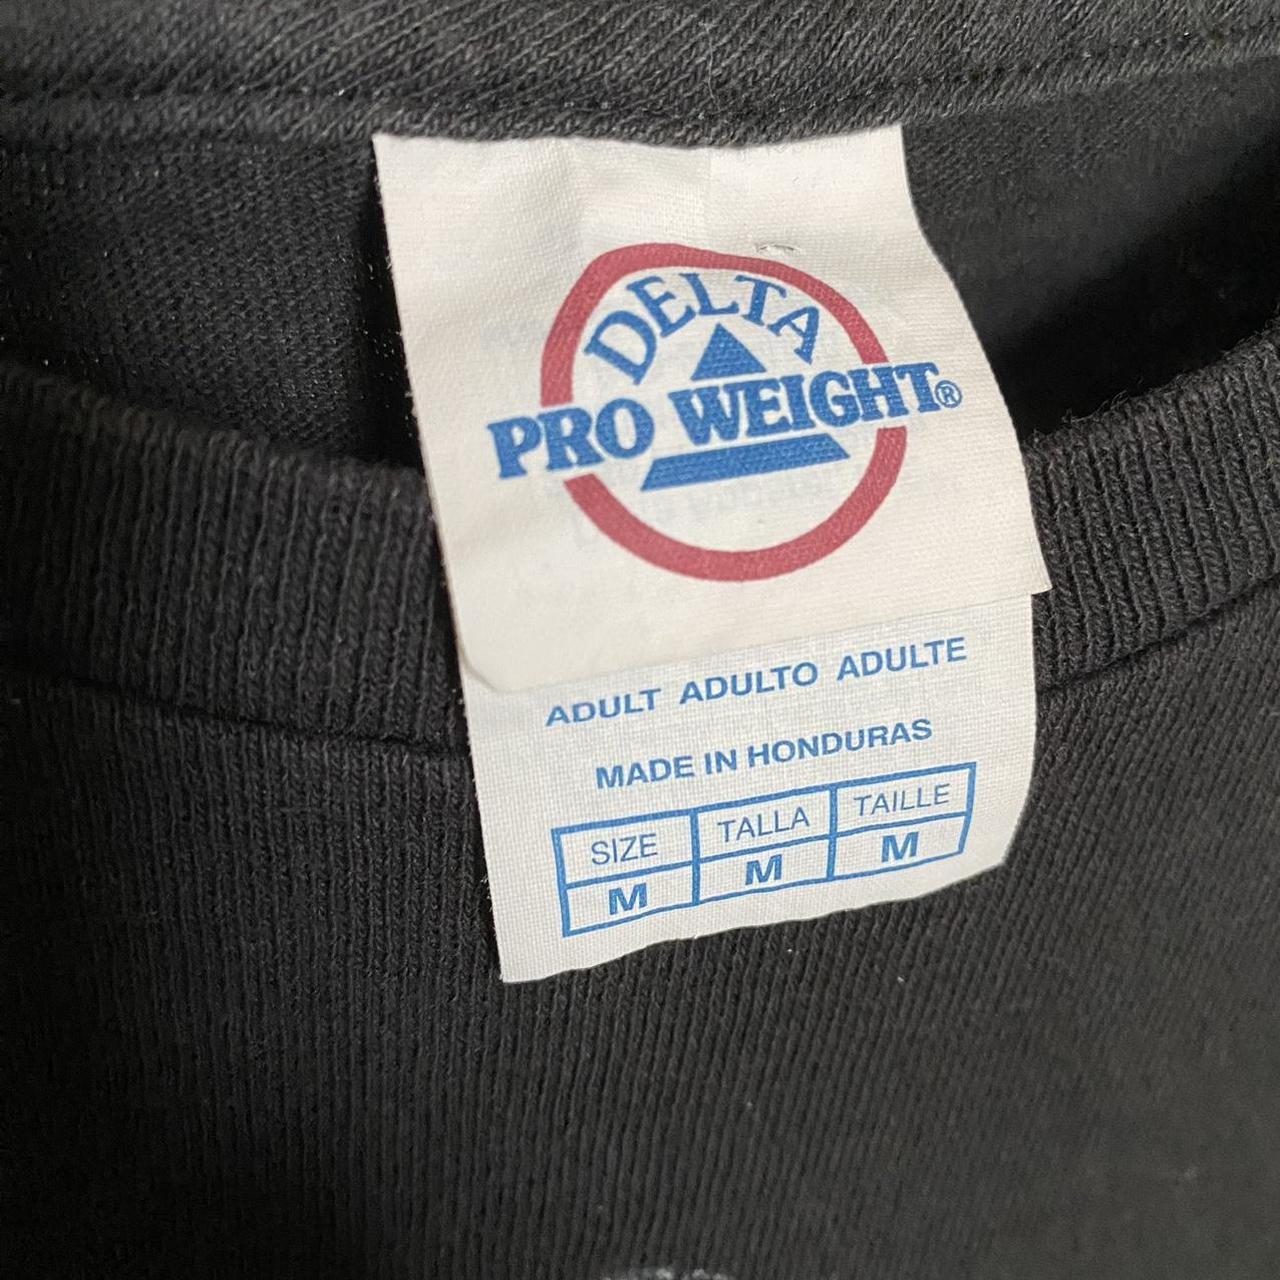 DELTA
PRO WEIGHT®
ADULT ADULTO ADULTE
MADE IN HONDURAS
SIZE TALLA TAILLE
M M M